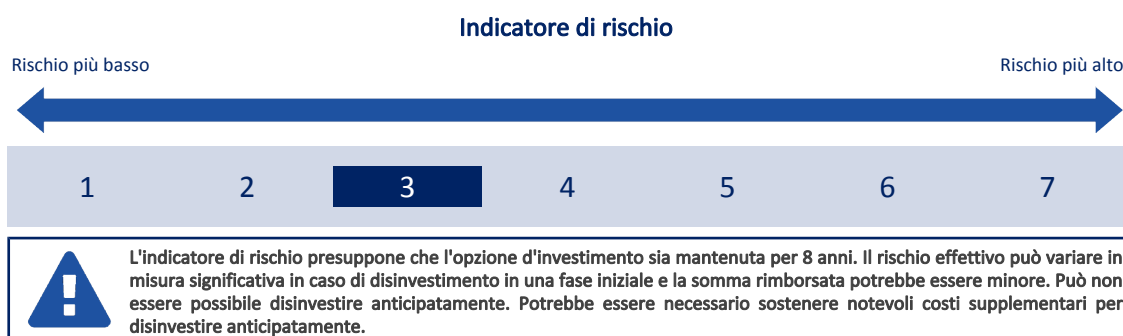 Indicatore di rischio
Rischio più basso
Rischio più alto
1 2 3 4 5 6 7
L'indicatore di rischio presuppone che l'opzione d'investimento sia mantenuta per 8 anni. Il rischio effettivo può variare in
misura significativa in caso di disinvestimento in una fase iniziale e la somma rimborsata potrebbe essere minore. Può non
essere possibile disinvestire anticipatamente. Potrebbe essere necessario sostenere notevoli costi supplementari per
disinvestire anticipatamente.